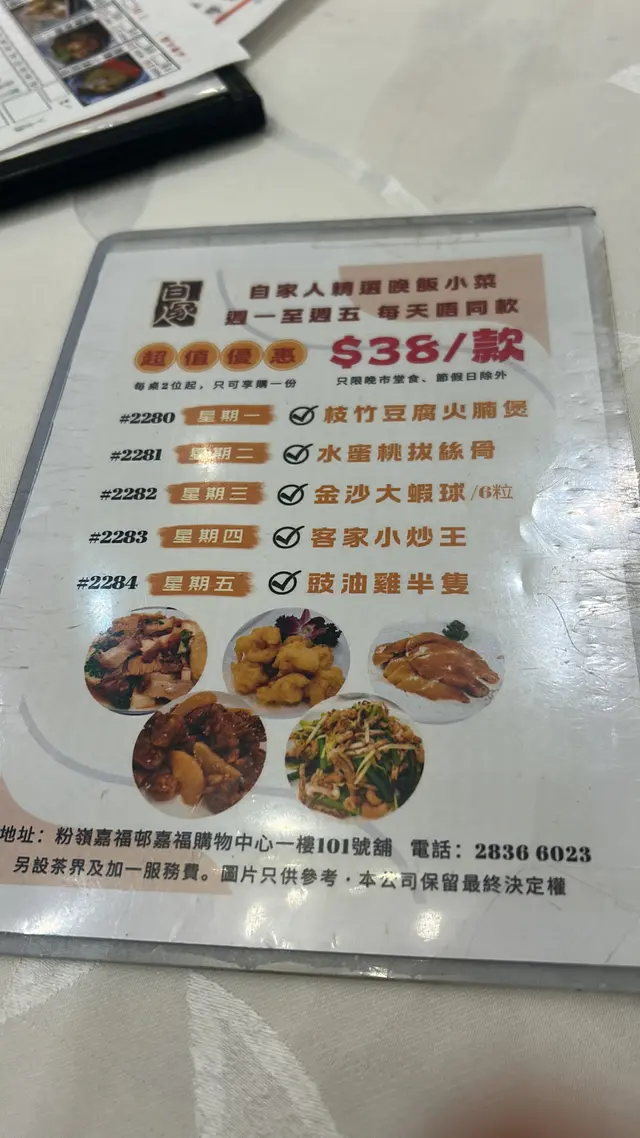 自家
自家人精選晚飯小菜
週一至週五 每天唔同款
超值優惠 $38/款
每桌2位起，只可享購一份 只限晚市堂食、節假日除外
#2280 星期一 枝竹豆腐火腩煲
#2281 星期二 水蜜桃拔絲骨
#2282 星期三 金沙大蝦球/6粒
#2283 星期四 客家小炒王
#2284 星期五 豉油雞半隻
地址：粉嶺嘉福邨嘉福購物中心一樓101號舖 電話：2836 6023
另設茶界及加一服務費。圖片只供參考·本公司保留最終決定權